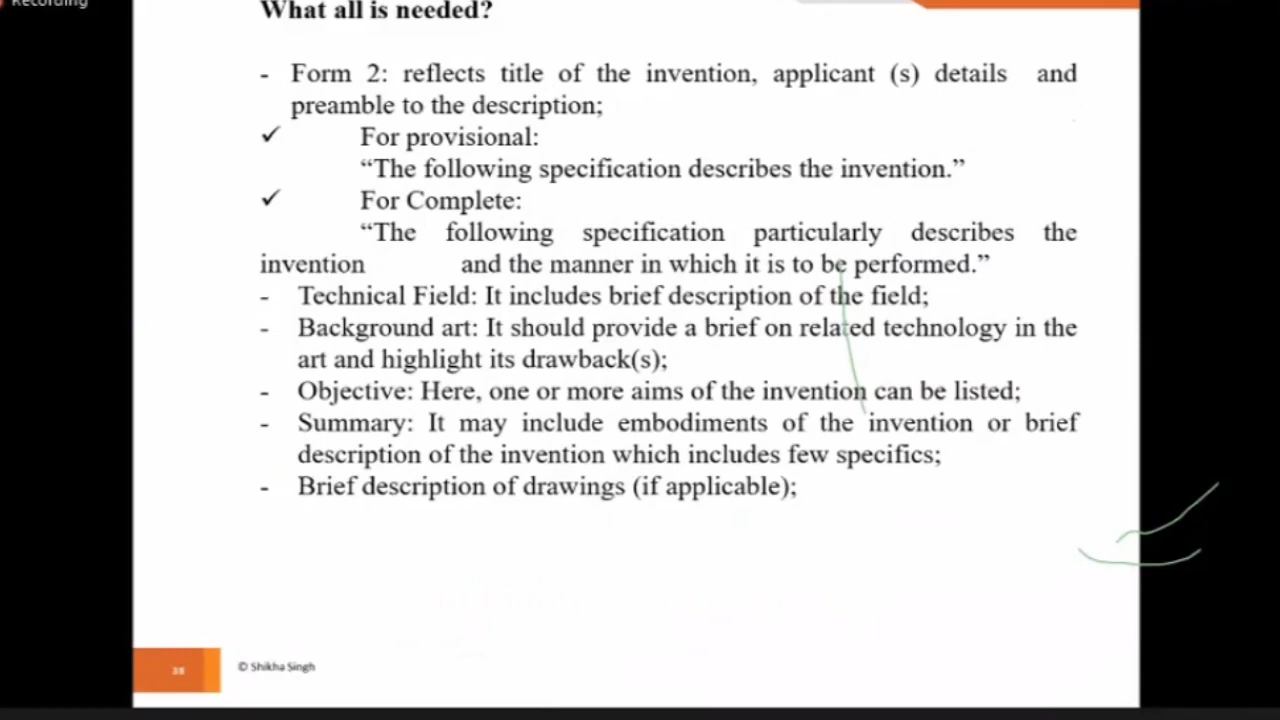 Recording
What all is needed?
- Form 2: reflects title of the invention, applicant (s) details and
preamble to the description;
✓ For provisional:
“The following specification describes the invention.”
✓ For Complete:
“The following specification particularly describes the
invention and the manner in which it is to be performed.”
- Technical Field: It includes brief description of the field;
- Background art: It should provide a brief on related technology in the
art and highlight its drawback(s);
- Objective: Here, one or more aims of the invention can be listed;
- Summary: It may include embodiments of the invention or brief
description of the invention which includes few specifics;
- Brief description of drawings (if applicable);
38
© Shikha Singh